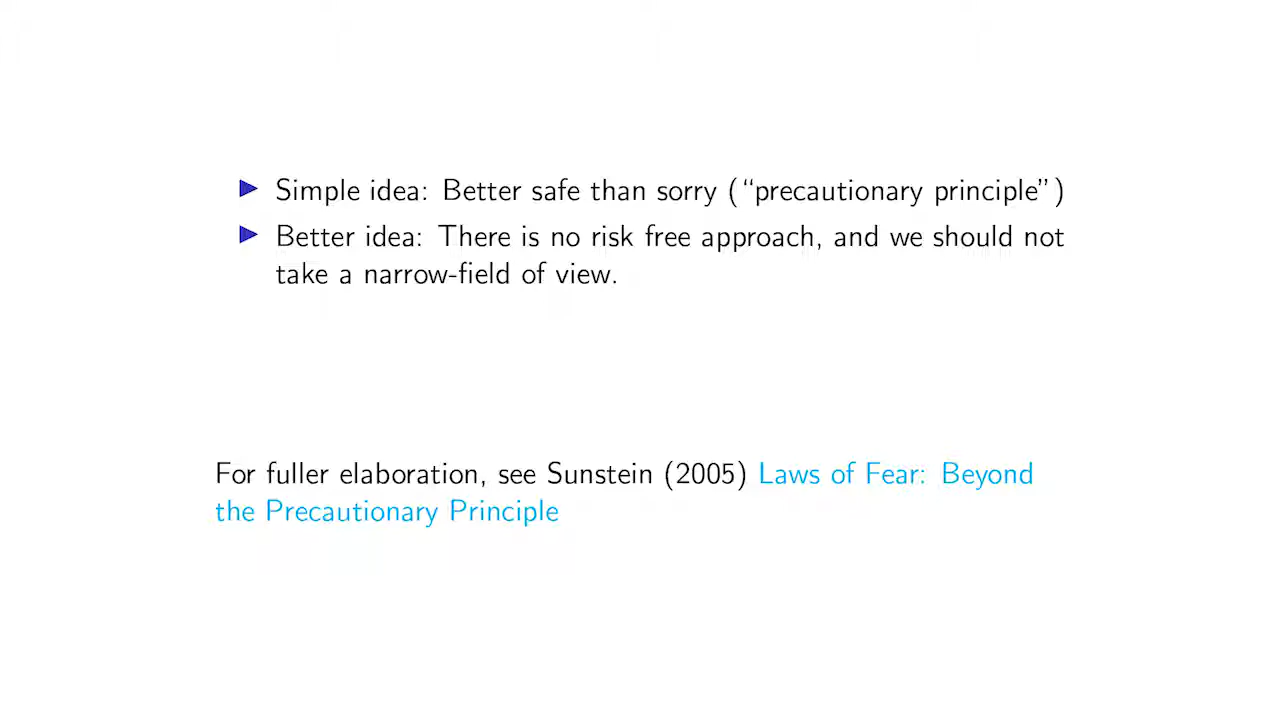 Simple idea: Better safe than sorry (“precautionary principle”)
Better idea: There is no risk free approach, and we should not
take a narrow-field of view.
For fuller elaboration, see Sunstein (2005) Laws of Fear: Beyond
the Precautionary Principle